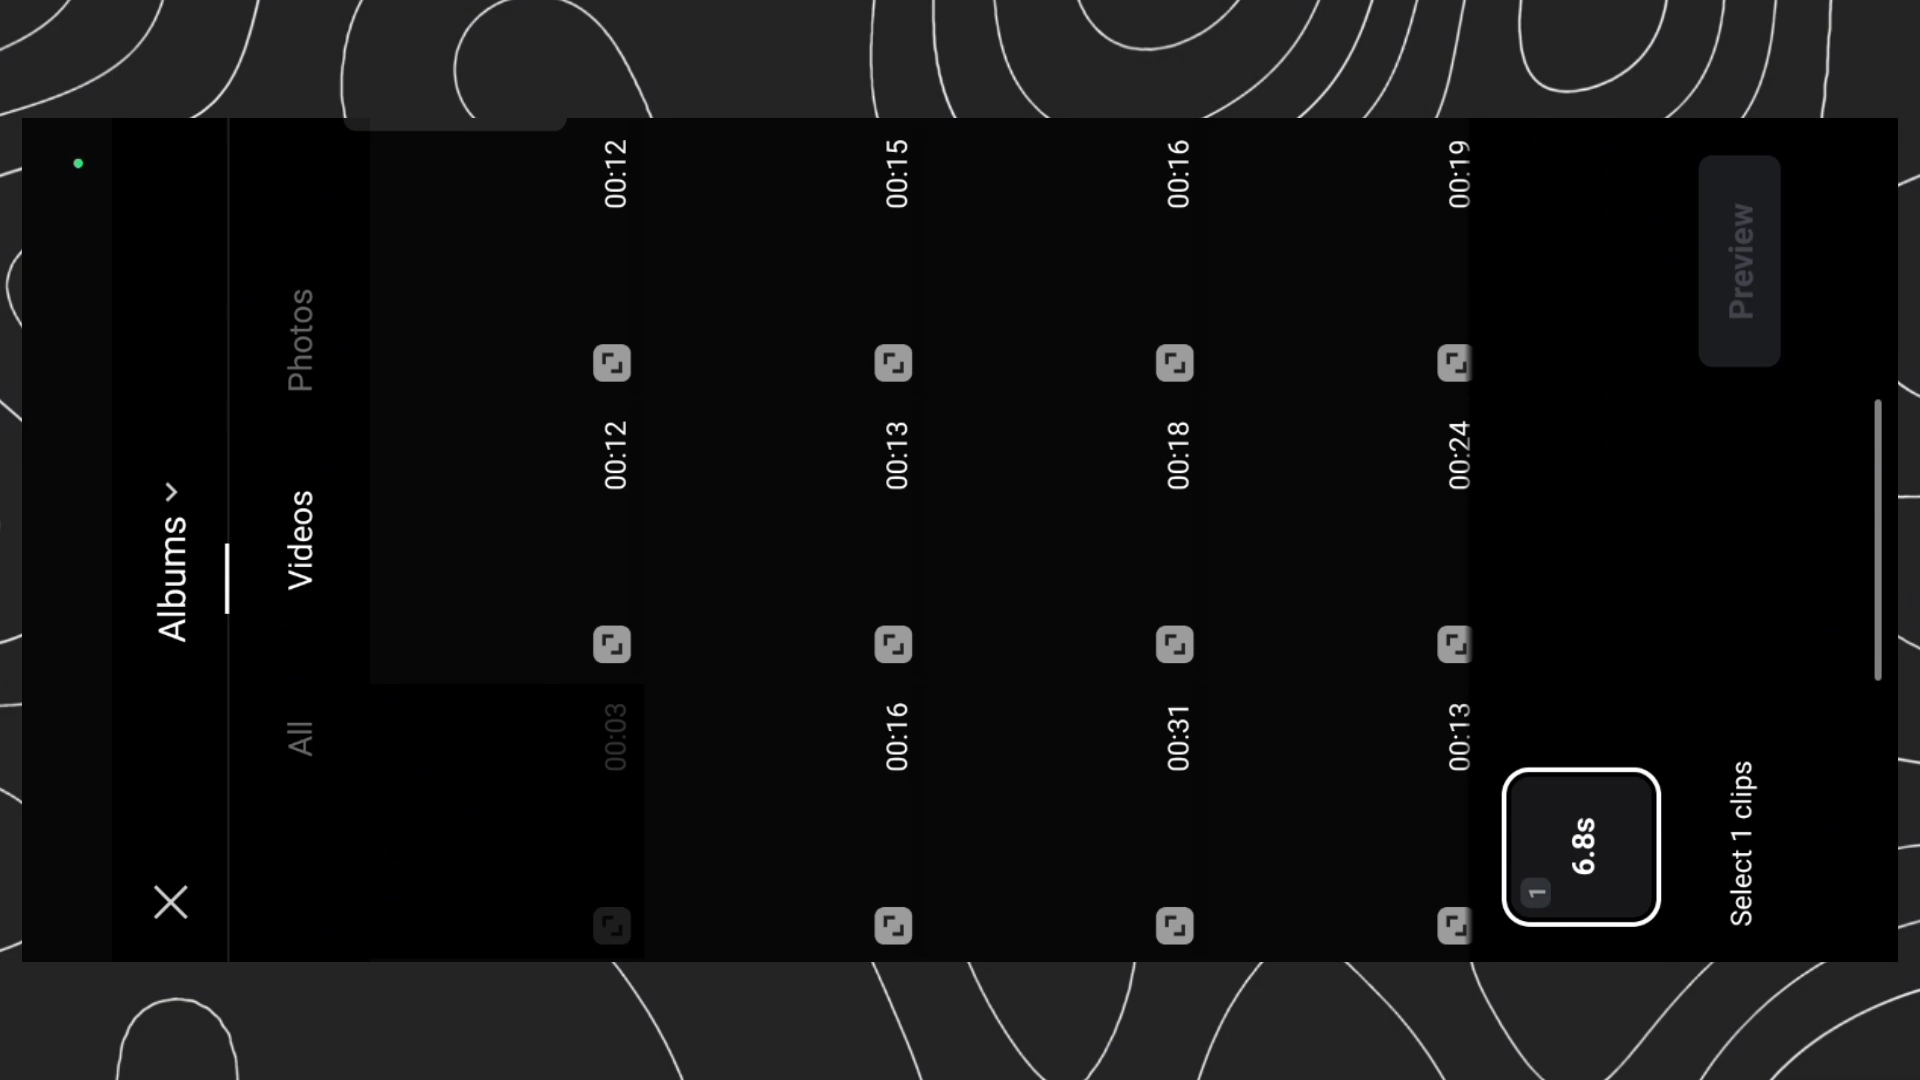 Albums
All
Videos
Photos
00:03
00:12
00:12
00:16
00:13
00:15
00:31
00:18
00:16
00:13
00:24
00:19
1
6.8s
Select 1 clips
Preview